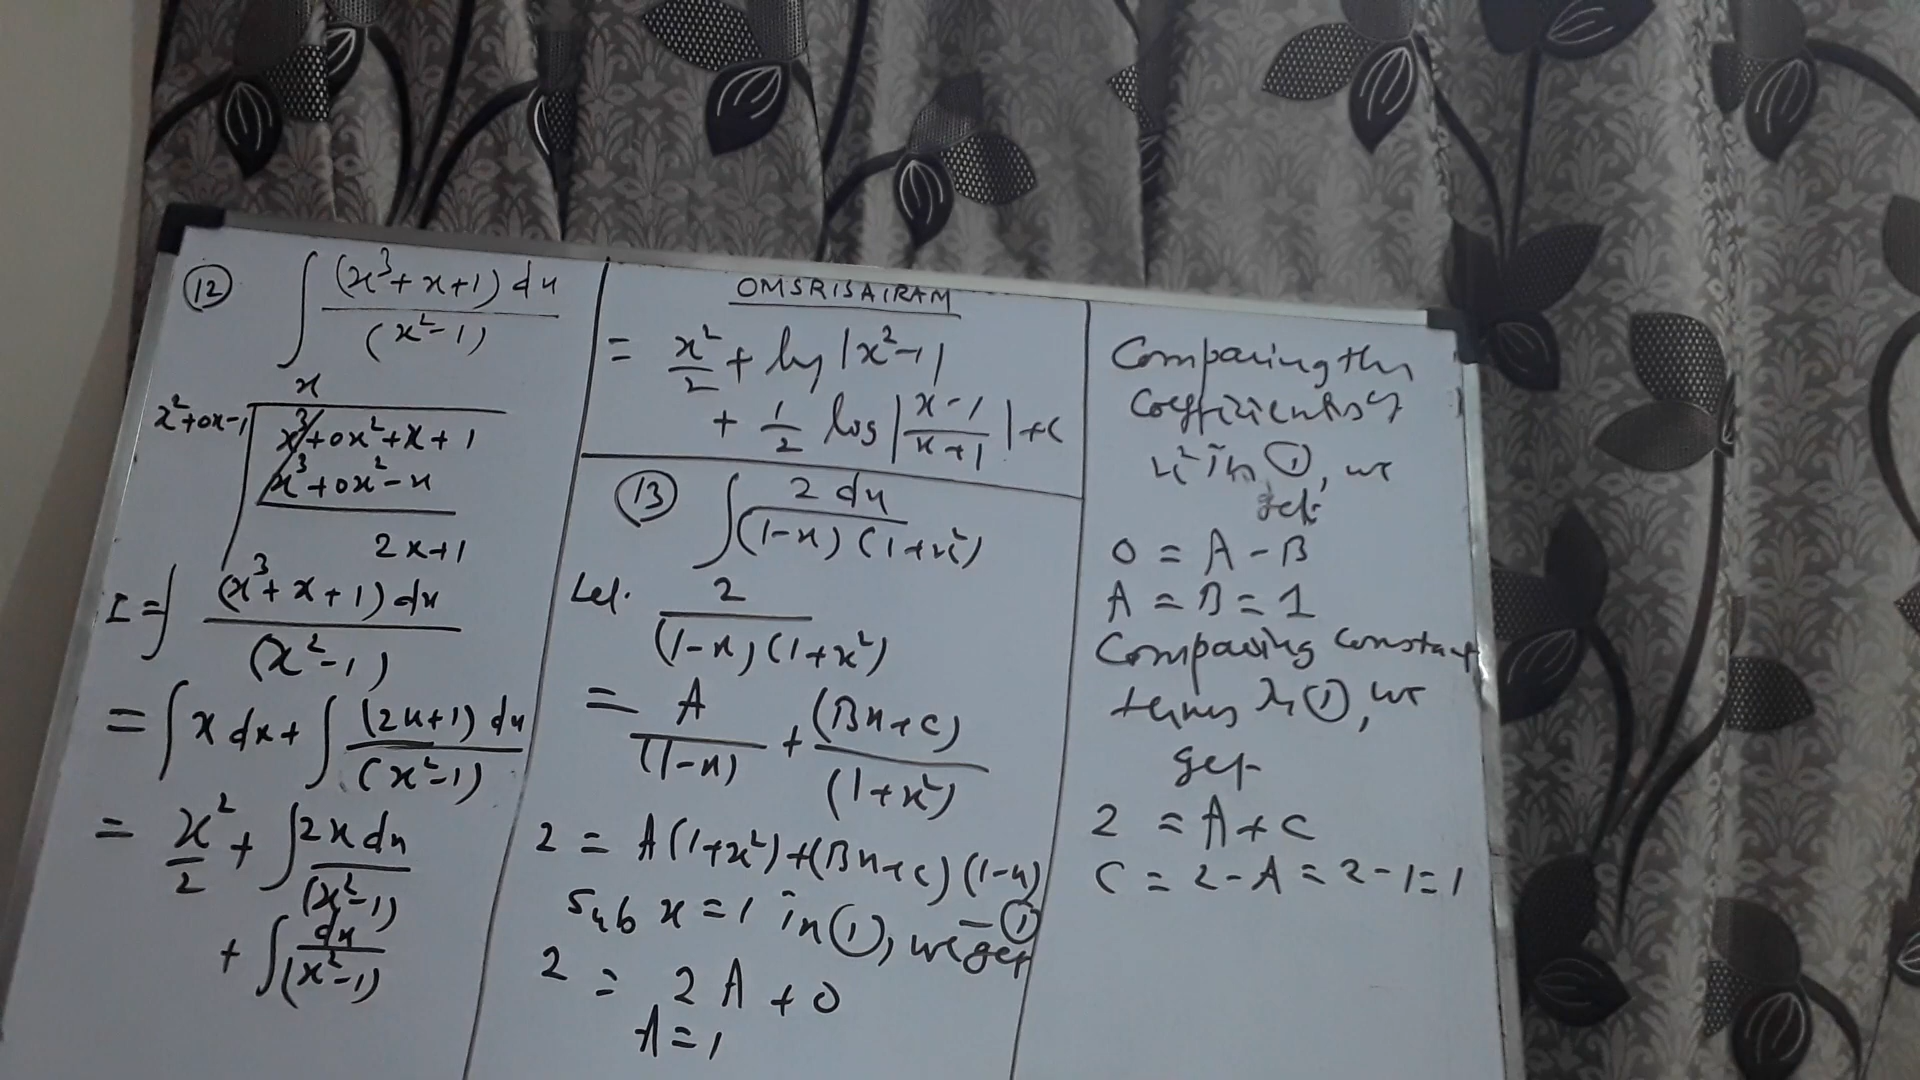 (12) ∫ (x³+x+1) dx / (x²-1)
x
x²+0x-1 | x³+0x²+x+1
x³+0x²-x
2x+1
I = ∫ (x³+x+1) dx / (x²-1)
= ∫ x dx + ∫ (2x+1) dx / (x²-1)
= x²/2 + ∫ 2x dx / (x²-1)
+ ∫ dx / (x²-1)
OMSRISAIRAM
= x²/2 + log |x²-1|
+ 1/2 log |x-1 / x+1| + c
(13) ∫ 2 dx / (1-x) (1+x²)
Let 2 / (1-x) (1+x²)
= A / (1-x) + (Bx+C) / (1+x²)
2 = A(1+x²)+(Bx+c) (1-x)
— (1)
Sub x = 1 in (1), we get
2 = 2A + 0
A = 1
Comparing the
Coefficients of
x² in (1), we
get
0 = A - B
A = B = 1
Comparing Constant
terms in (1), we
get
2 = A + C
C = 2 - A = 2 - 1 = 1